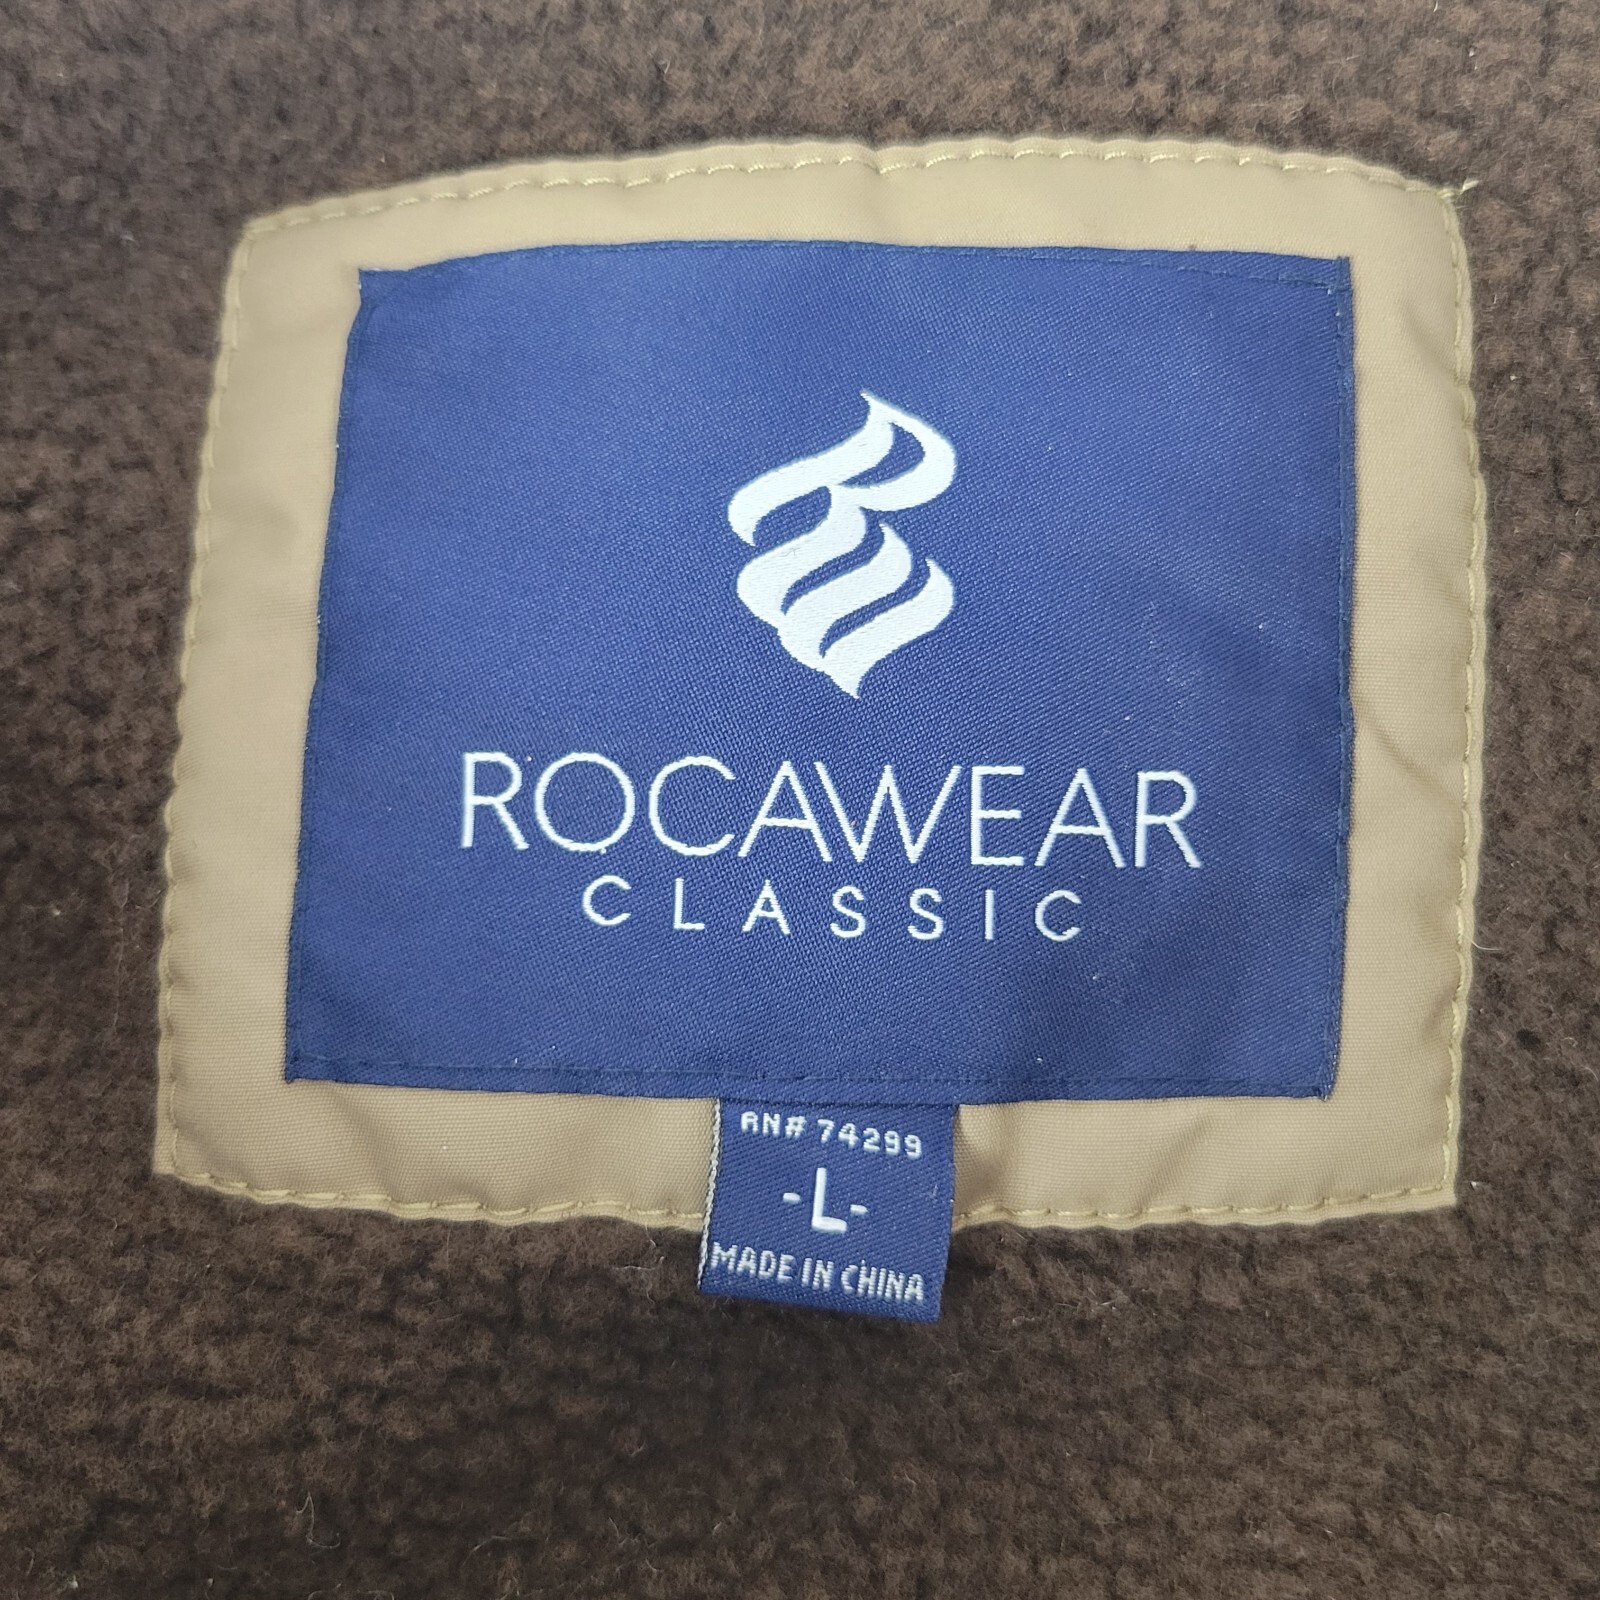 ROCAWEAR
CLASSIC
RN# 74299
-L-
MADE IN CHINA